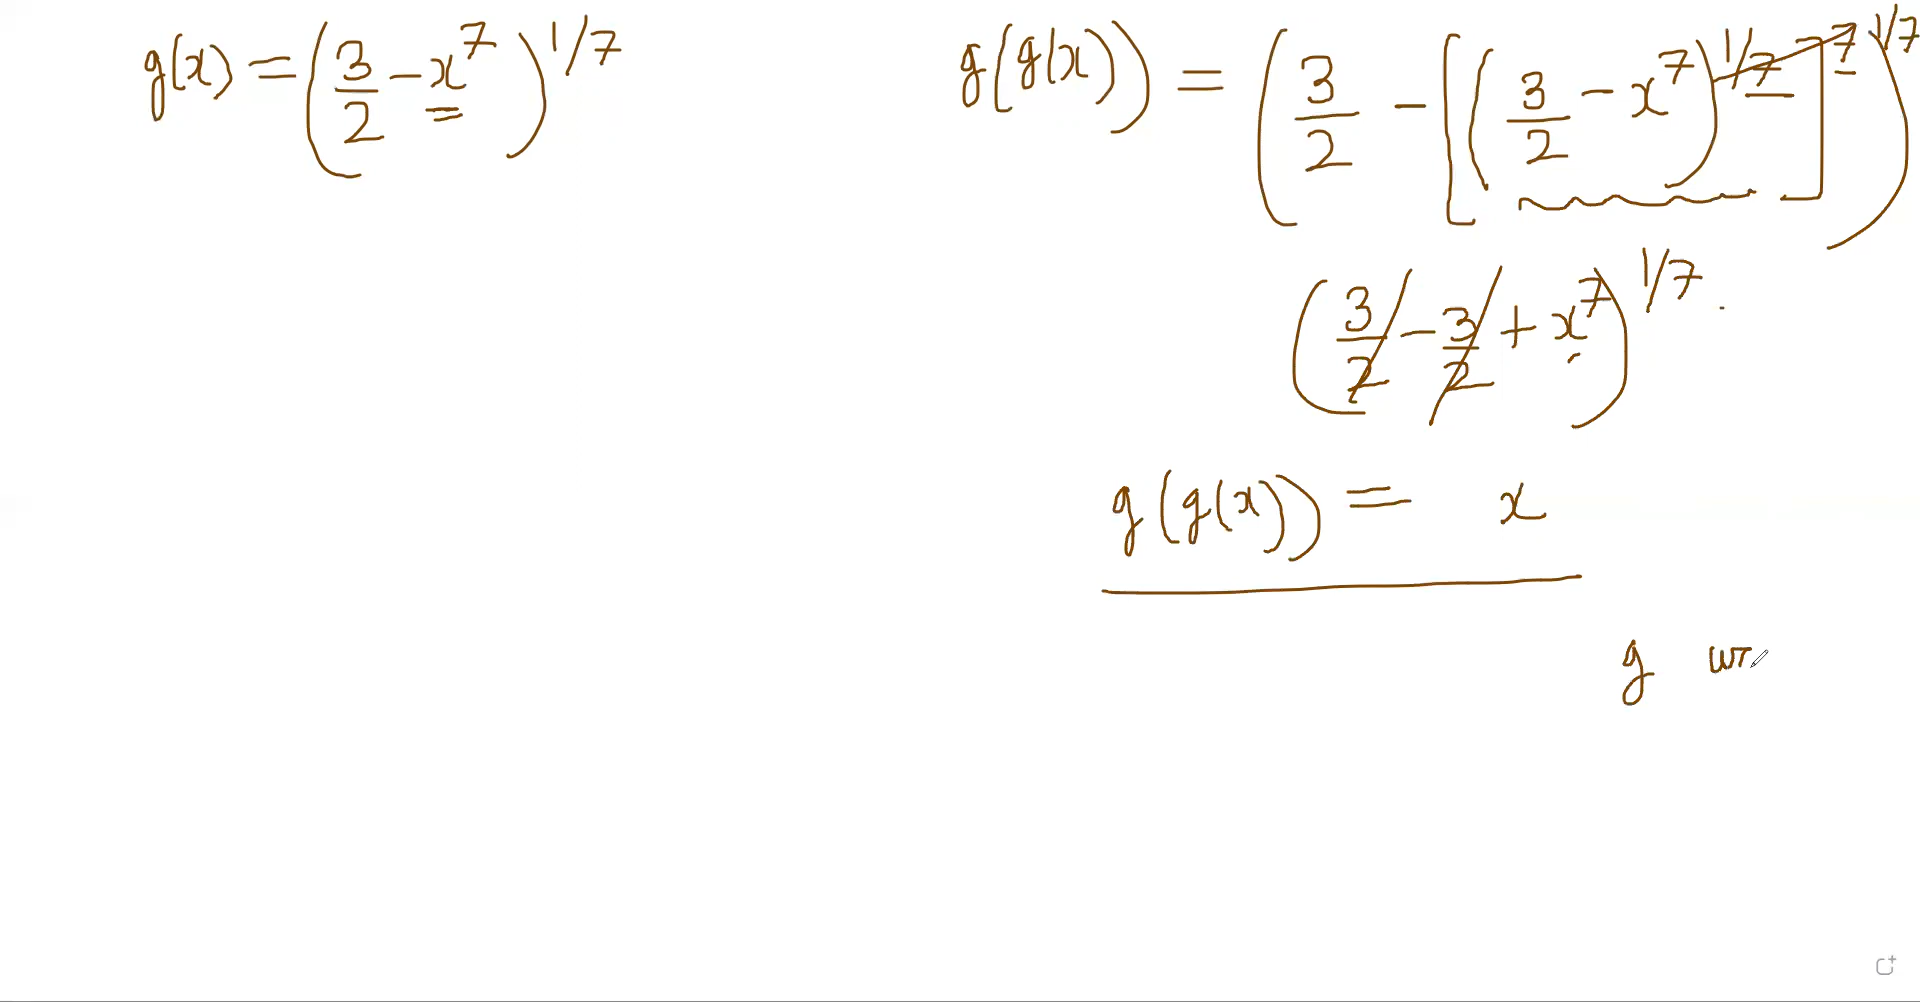 g(x) = (3/2 - x^7)^1/7
g(g(x)) = (3/2 - [(3/2 - x^7)^1/7]^7)^1/7
(3/2 - 3/2 + x^7)^1/7 .
g(g(x)) = x
g